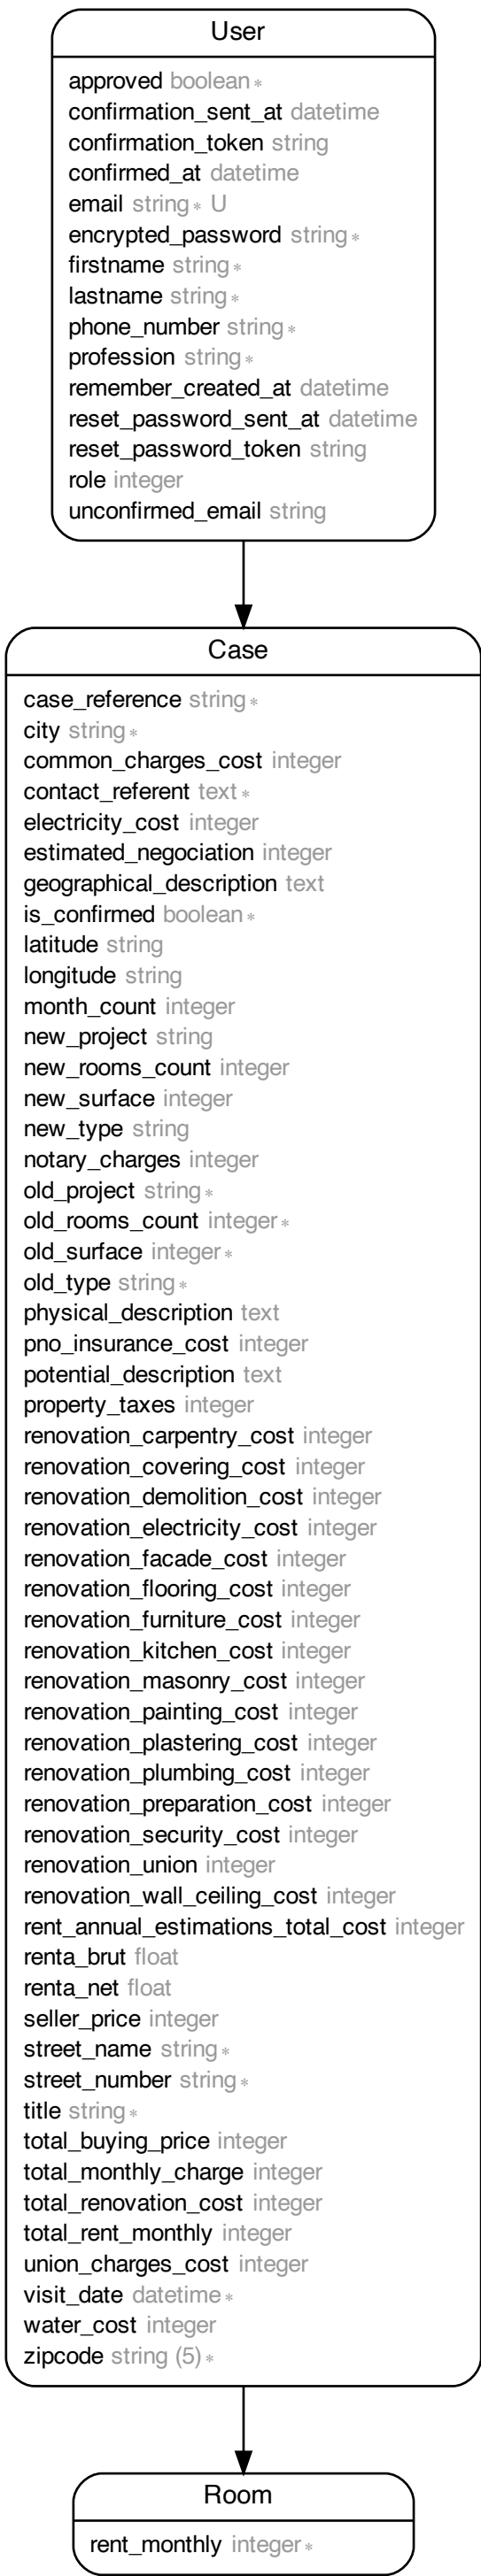 User
approved boolean *
confirmation_sent_at datetime
confirmation_token string
confirmed_at datetime
email string * U
encrypted_password string *
firstname string *
lastname string *
phone_number string *
profession string *
remember_created_at datetime
reset_password_sent_at datetime
reset_password_token string
role integer
unconfirmed_email string
Case
case_reference string *
city string *
common_charges_cost integer
contact_referent text *
electricity_cost integer
estimated_negociation integer
geographical_description text
is_confirmed boolean *
latitude string
longitude string
month_count integer
new_project string
new_rooms_count integer
new_surface integer
new_type string
notary_charges integer
old_project string *
old_rooms_count integer *
old_surface integer *
old_type string *
physical_description text
pno_insurance_cost integer
potential_description text
property_taxes integer
renovation_carpentry_cost integer
renovation_covering_cost integer
renovation_demolition_cost integer
renovation_electricity_cost integer
renovation_facade_cost integer
renovation_flooring_cost integer
renovation_furniture_cost integer
renovation_kitchen_cost integer
renovation_masonry_cost integer
renovation_painting_cost integer
renovation_plastering_cost integer
renovation_plumbing_cost integer
renovation_preparation_cost integer
renovation_security_cost integer
renovation_union integer
renovation_wall_ceiling_cost integer
rent_annual_estimations_total_cost integer
renta_brut float
renta_net float
seller_price integer
street_name string *
street_number string *
title string *
total_buying_price integer
total_monthly_charge integer
total_renovation_cost integer
total_rent_monthly integer
union_charges_cost integer
visit_date datetime *
water_cost integer
zipcode string (5) *
Room
rent_monthly integer *